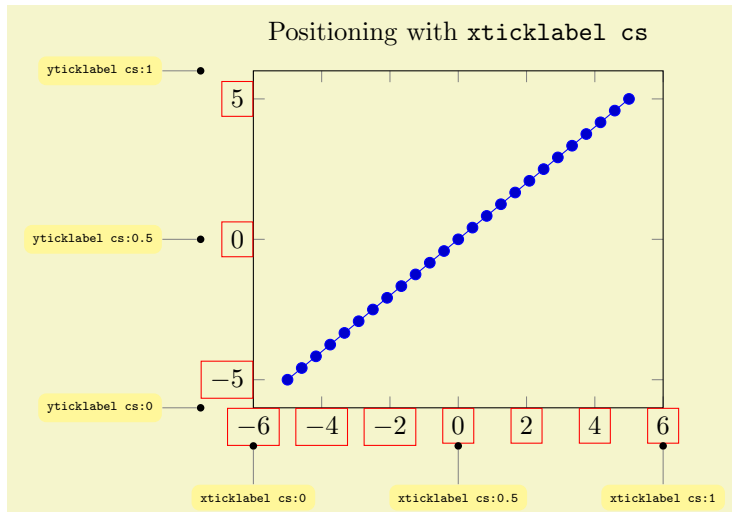 Positioning with xticklabel cs
yticklabel cs:1
5
yticklabel cs:0.5
0
−5
yticklabel cs:0
−6 −4 −2 0 2 4 6
xticklabel cs:0 xticklabel cs:0.5 xticklabel cs:1